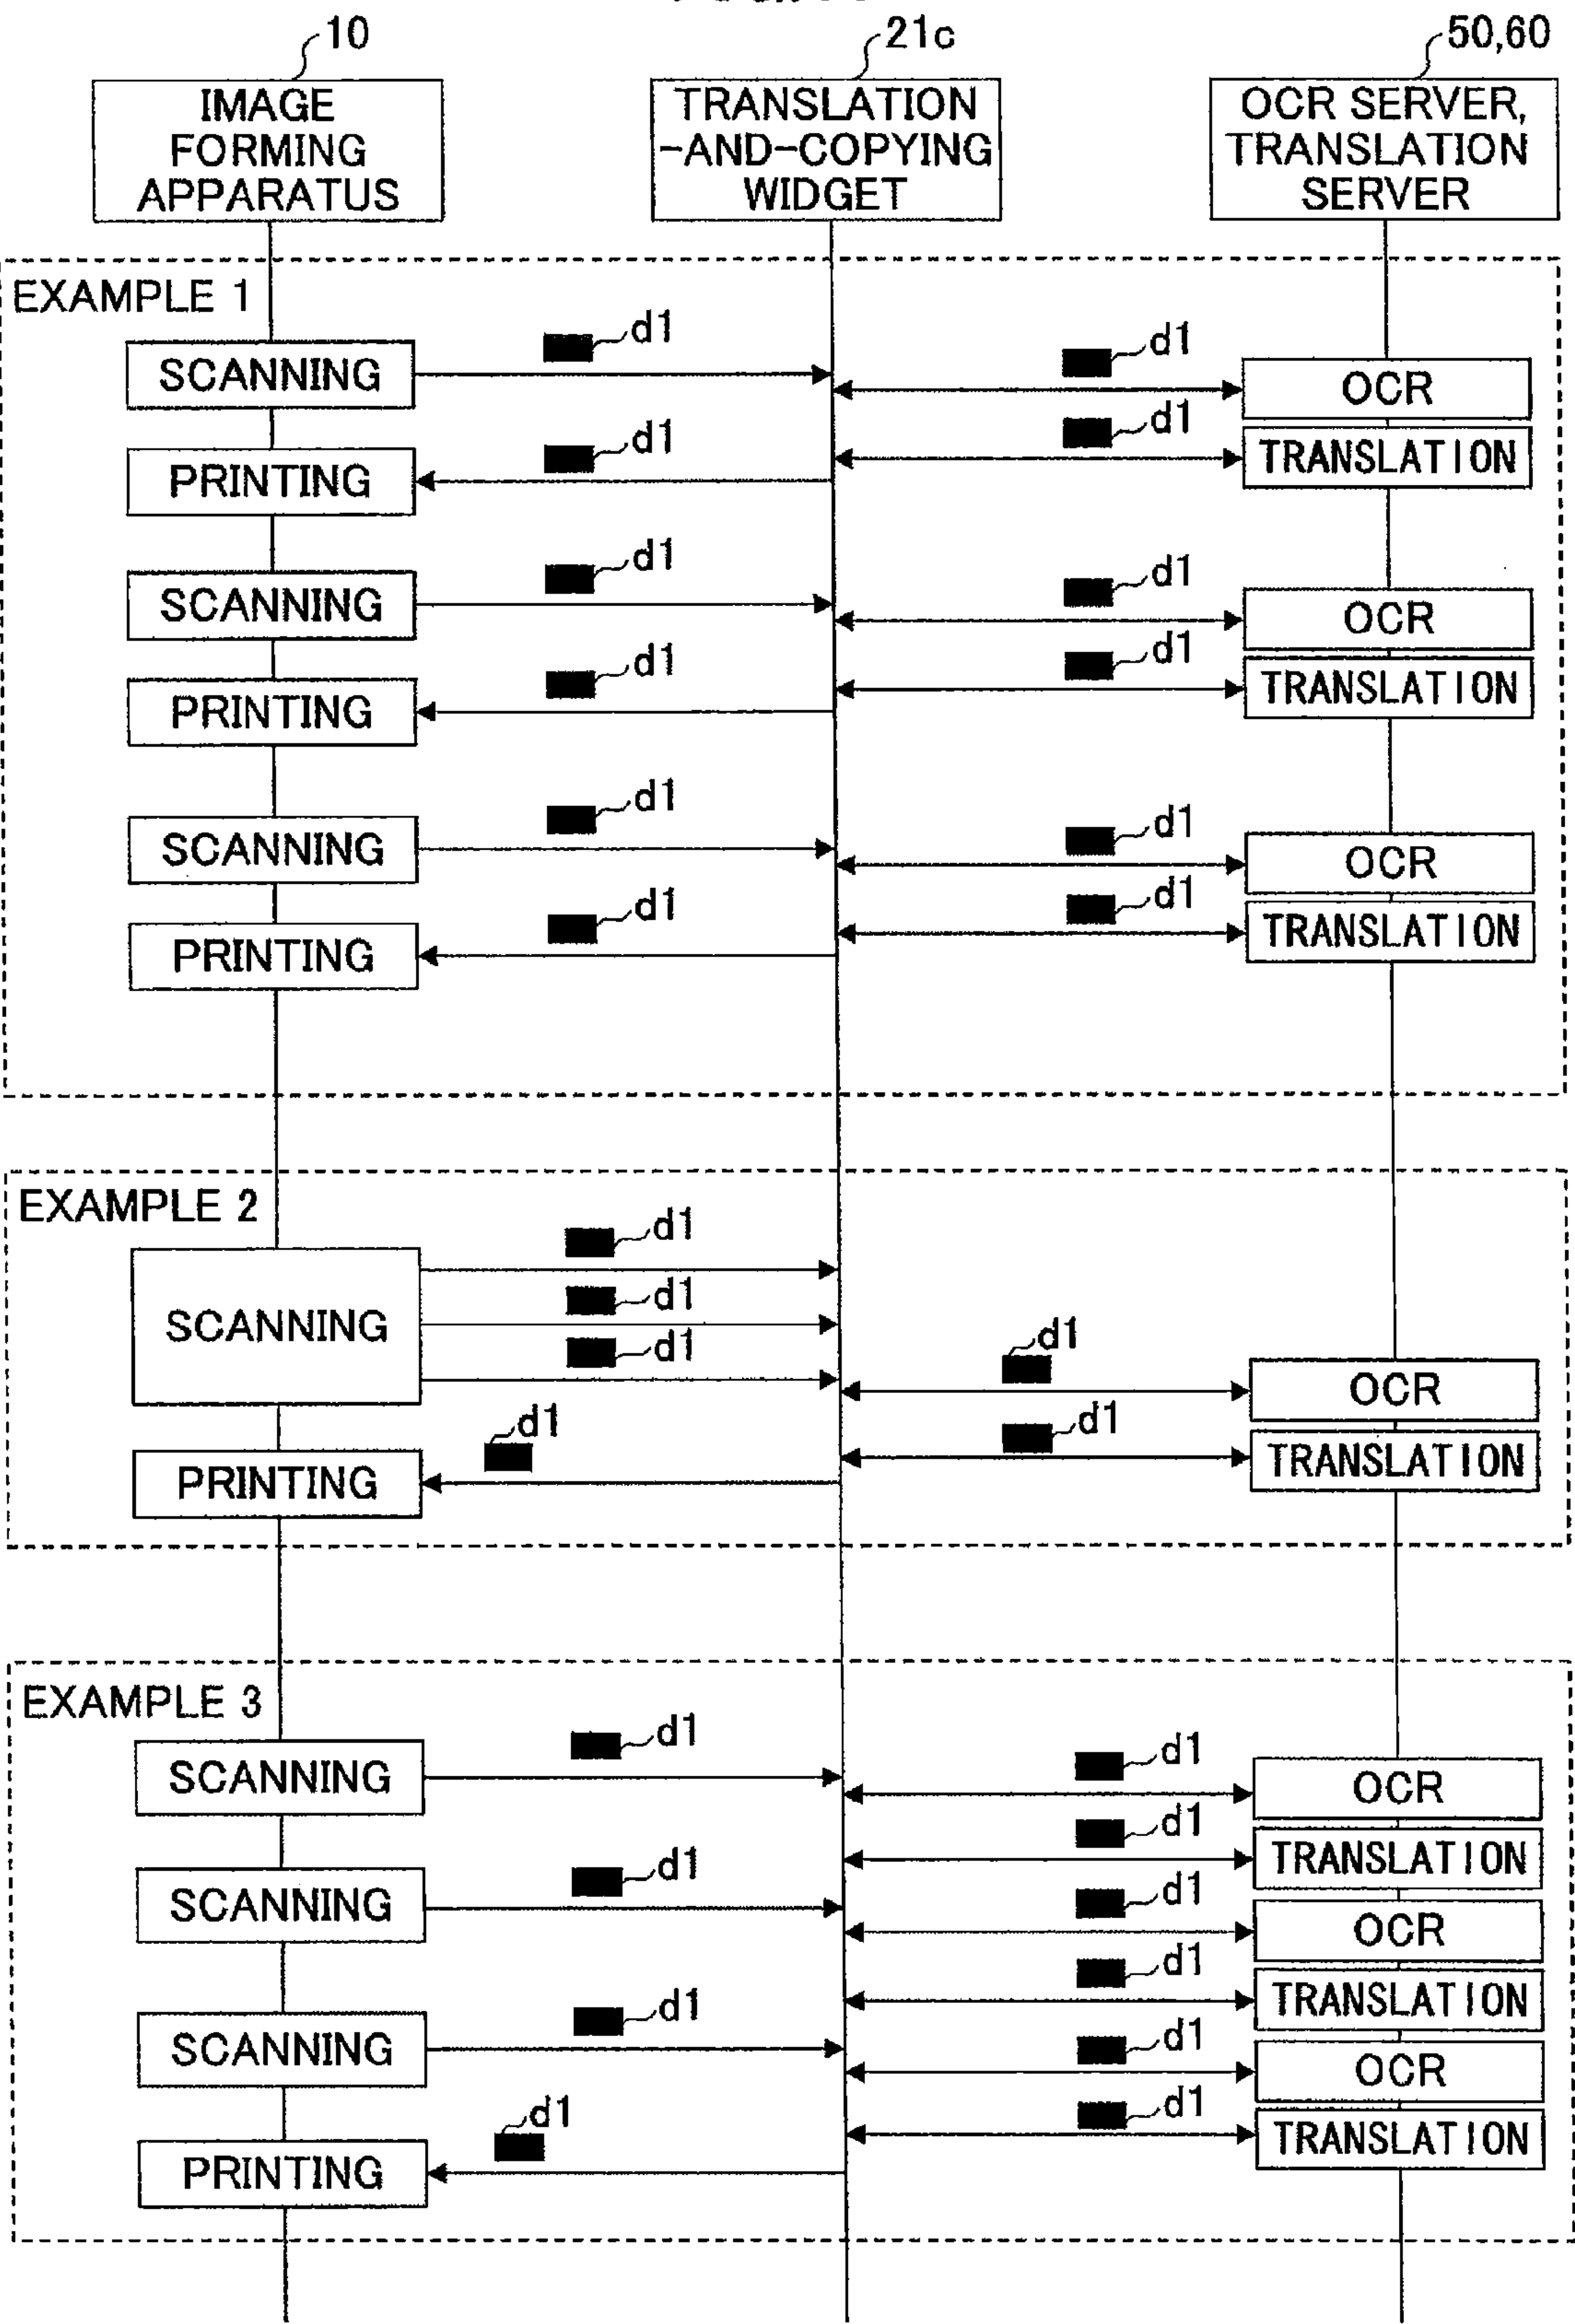 10
21c
50,60
IMAGE
FORMING
APPARATUS
TRANSLATION
-AND-COPYING
WIDGET
OCR SERVER,
TRANSLATION
SERVER
EXAMPLE 1
d1
d1
SCANNING
OCR
d1
d1
PRINTING
TRANSLATION
d1
d1
SCANNING
OCR
d1
d1
PRINTING
TRANSLATION
d1
d1
SCANNING
OCR
d1
d1
PRINTING
TRANSLATION
EXAMPLE 2
d1
d1
SCANNING
d1
d1
OCR
d1
d1
PRINTING
TRANSLATION
EXAMPLE 3
d1
d1
SCANNING
OCR
d1
TRANSLATION
d1
d1
SCANNING
OCR
d1
TRANSLATION
d1
d1
SCANNING
OCR
d1
d1
TRANSLATION
PRINTING